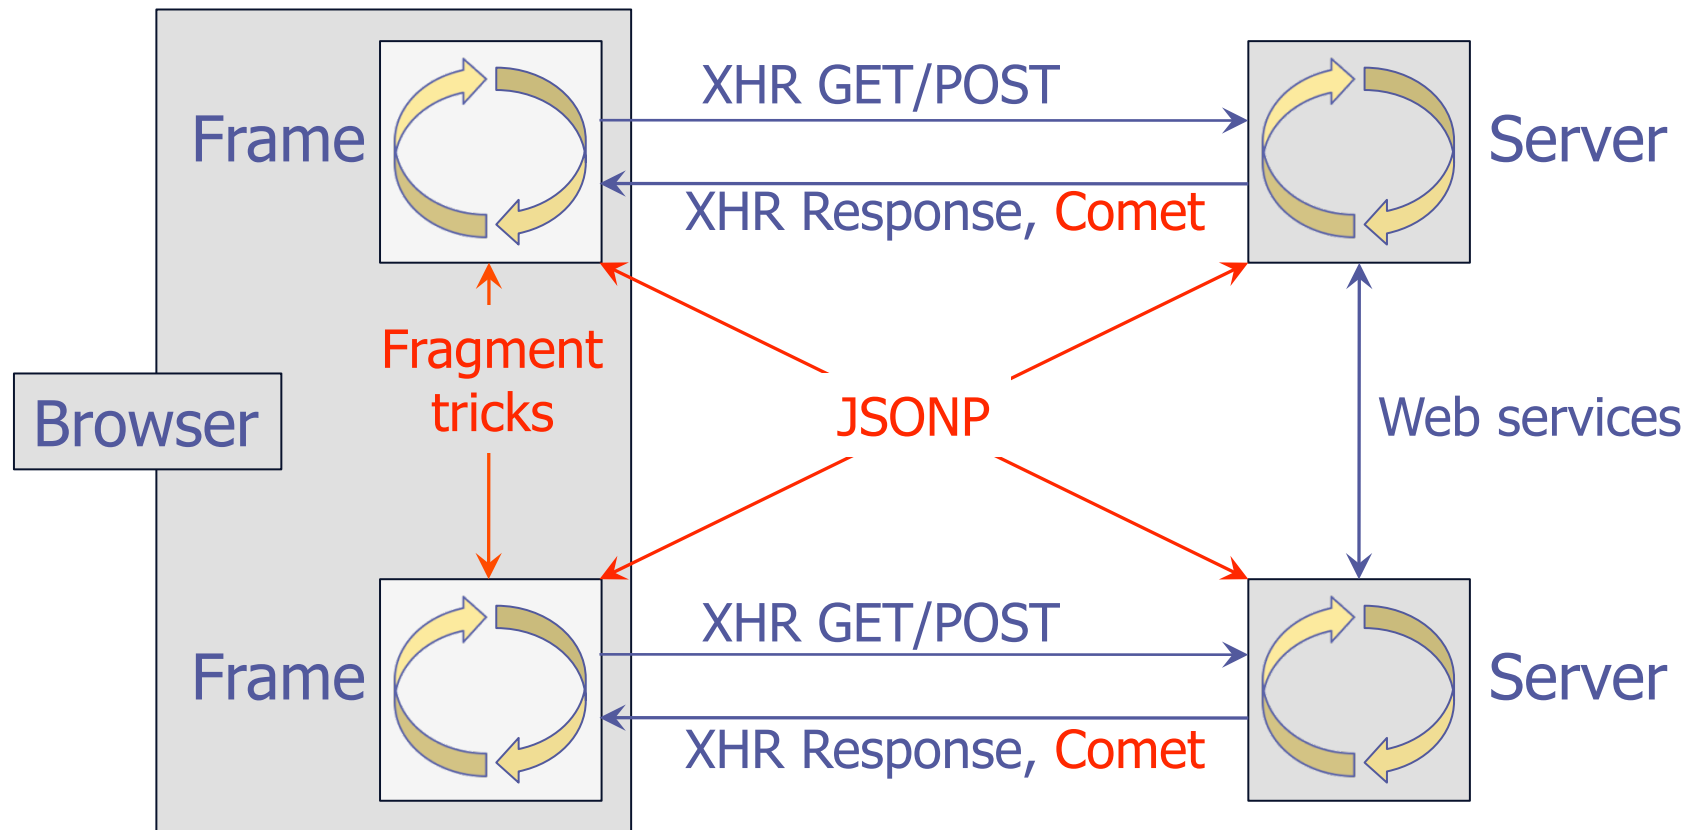 XHR GET/POST
Frame
Server
XHR Response, Comet
Fragment
tricks
Browser
JSONP
Web services
XHR GET/POST
Frame
Server
XHR Response, Comet